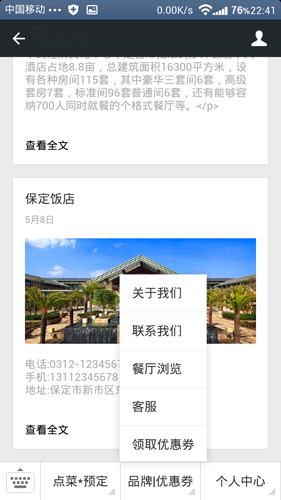 中国移动 0.00K/s 76% 22:41
酒店占地8.8亩，总建筑面积16300平方米，设
有各种房间115套，其中豪华三套间6套，高级
套房7套，标准间96套普通间6套，还有能够容
纳700人同时就餐的个格式餐厅等。</p>
查看全文
保定饭店
5月8日
电话:0312-1234567
手机:13112345678
地址:保定市新市区
查看全文
关于我们
联系我们
餐厅浏览
客服
领取优惠券
点菜*预定
品牌|优惠券
个人中心